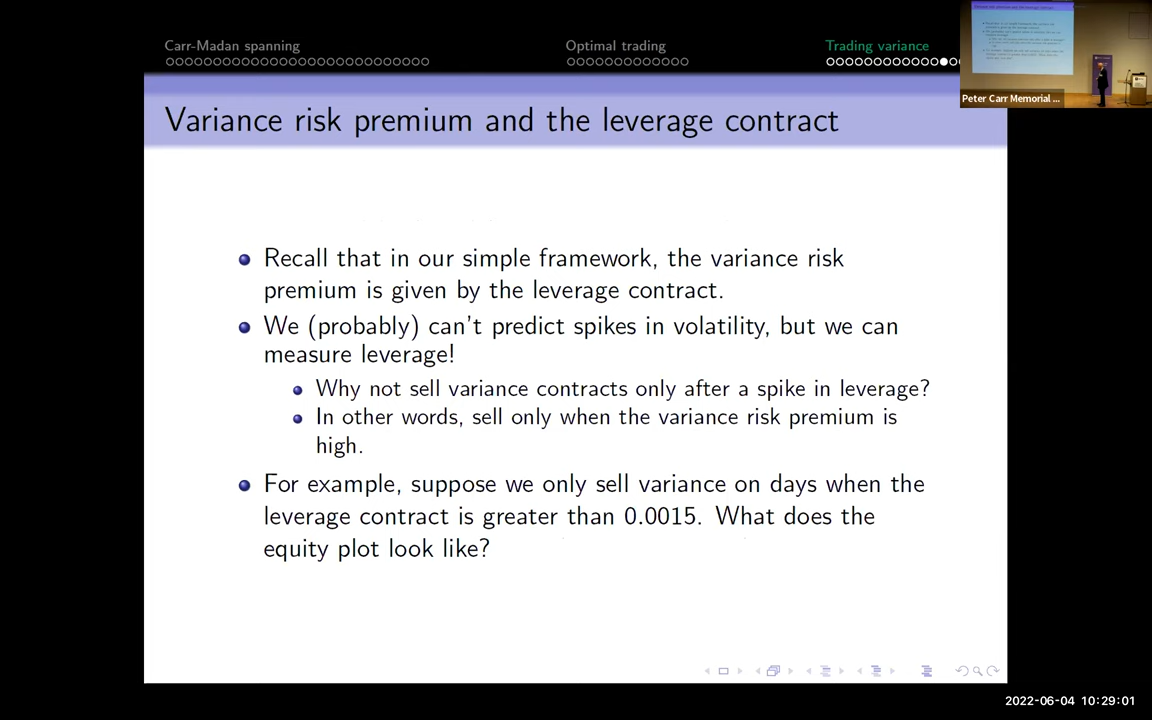 Carr-Madan spanning
Optimal trading
Trading variance
Peter Carr Memorial ...
Variance risk premium and the leverage contract
Recall that in our simple framework, the variance risk
premium is given by the leverage contract.
We (probably) can't predict spikes in volatility, but we can
measure leverage!
Why not sell variance contracts only after a spike in leverage?
In other words, sell only when the variance risk premium is
high.
For example, suppose we only sell variance on days when the
leverage contract is greater than 0.0015. What does the
equity plot look like?
2022-06-04 10:29:01